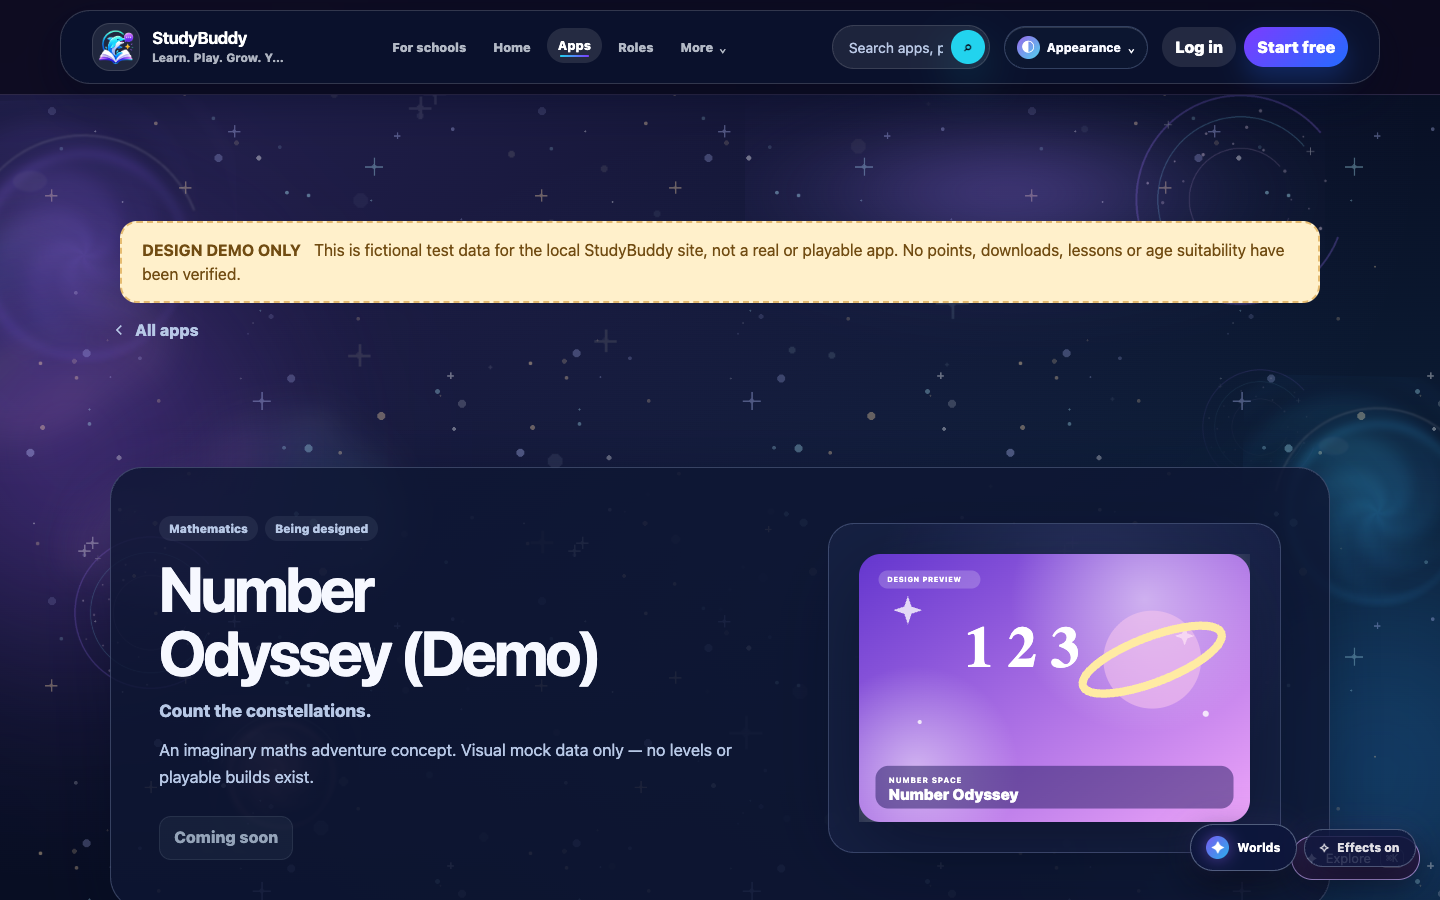 StudyBuddy
Learn. Play. Grow. Y...
For schools
Home
Apps
Roles
More
Search apps, p
Appearance
Log in
Start free
DESIGN DEMO ONLY This is fictional test data for the local StudyBuddy site, not a real or playable app. No points, downloads, lessons or age suitability have
been verified.
All apps
Mathematics
Being designed
Number
Odyssey (Demo)
Count the constellations.
An imaginary maths adventure concept. Visual mock data only — no levels or
playable builds exist.
Coming soon
DESIGN PREVIEW
1 2 3
NUMBER SPACE
Number Odyssey
Worlds
Effects on
Explore